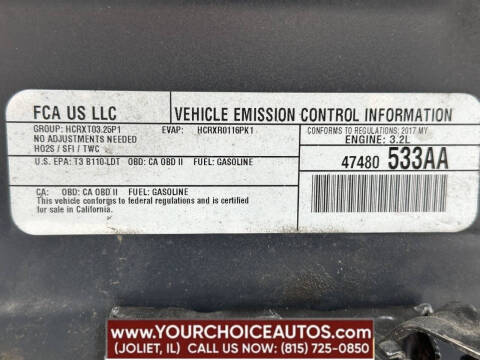 FCA US LLC
VEHICLE EMISSION CONTROL INFORMATION
GROUP: HCRXT03.25P1 EVAP: HCRXR0116PK1
NO ADJUSTMENTS NEEDED
HO2S / SFI / TWC
CONFORMS TO REGULATIONS: 2017 MY
ENGINE: 3.2L
U.S. EPA: T3 B110-LDT OBD: CA OBD II FUEL: GASOLINE
47480 533AA
CA: OBD: CA OBD II FUEL: GASOLINE
This vehicle conforms to federal regulations and is certified
for sale in California.
WWW.YOURCHOICEAUTOS.COM
(JOLIET, IL) CALL US NOW: (815) 725-0850